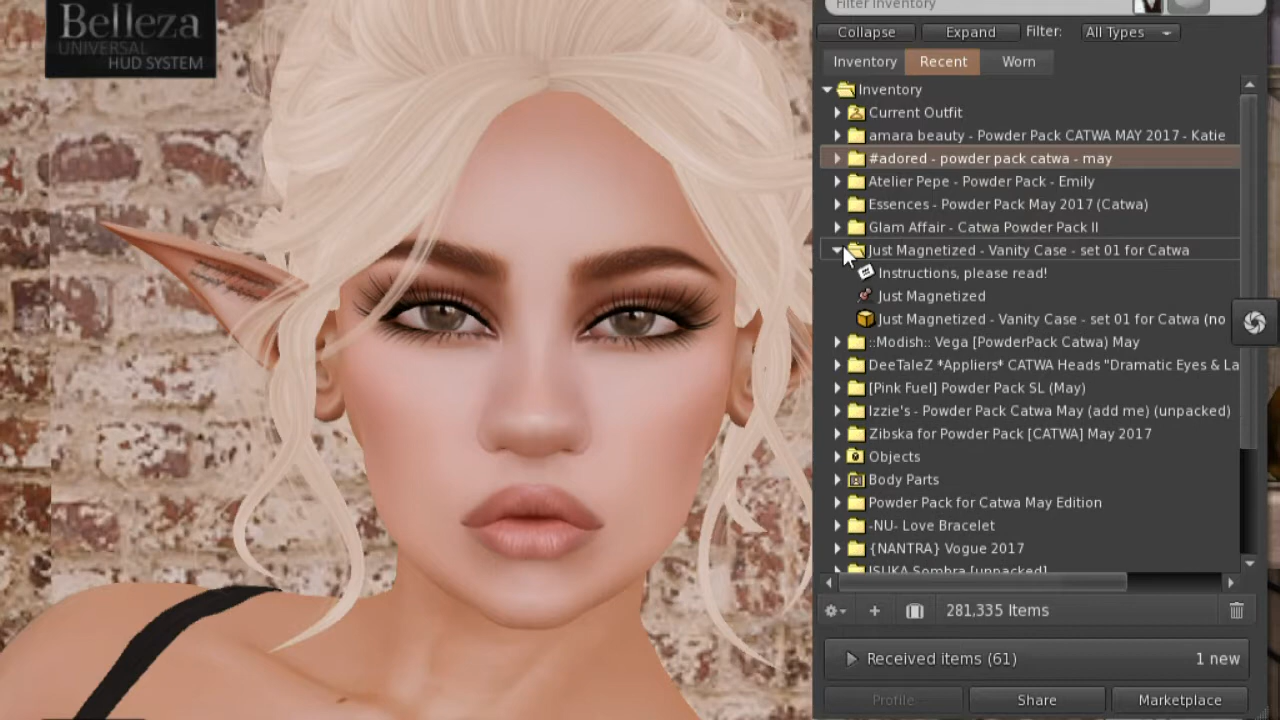 Belleza
UNIVERSAL
HUD SYSTEM
Filter Inventory
Collapse
Expand
Filter:
All Types
Inventory
Recent
Worn
Inventory
Current Outfit
amara beauty - Powder Pack CATWA MAY 2017 - Katie
#adored - powder pack catwa - may
Atelier Pepe - Powder Pack - Emily
Essences - Powder Pack May 2017 (Catwa)
Glam Affair - Catwa Powder Pack II
Just Magnetized - Vanity Case - set 01 for Catwa
Instructions, please read!
Just Magnetized
Just Magnetized - Vanity Case - set 01 for Catwa (no
::Modish:: Vega [PowderPack Catwa) May
DeeTaleZ *Appliers* CATWA Heads "Dramatic Eyes & La
[Pink Fuel] Powder Pack SL (May)
Izzie's - Powder Pack Catwa May (add me) (unpacked)
Zibska for Powder Pack [CATWA] May 2017
Objects
Body Parts
Powder Pack for Catwa May Edition
-NU- Love Bracelet
{NANTRA} Vogue 2017
ISUKA Sombra [unpacked]
281,335 Items
Received items (61)
1 new
Profile
Share
Marketplace